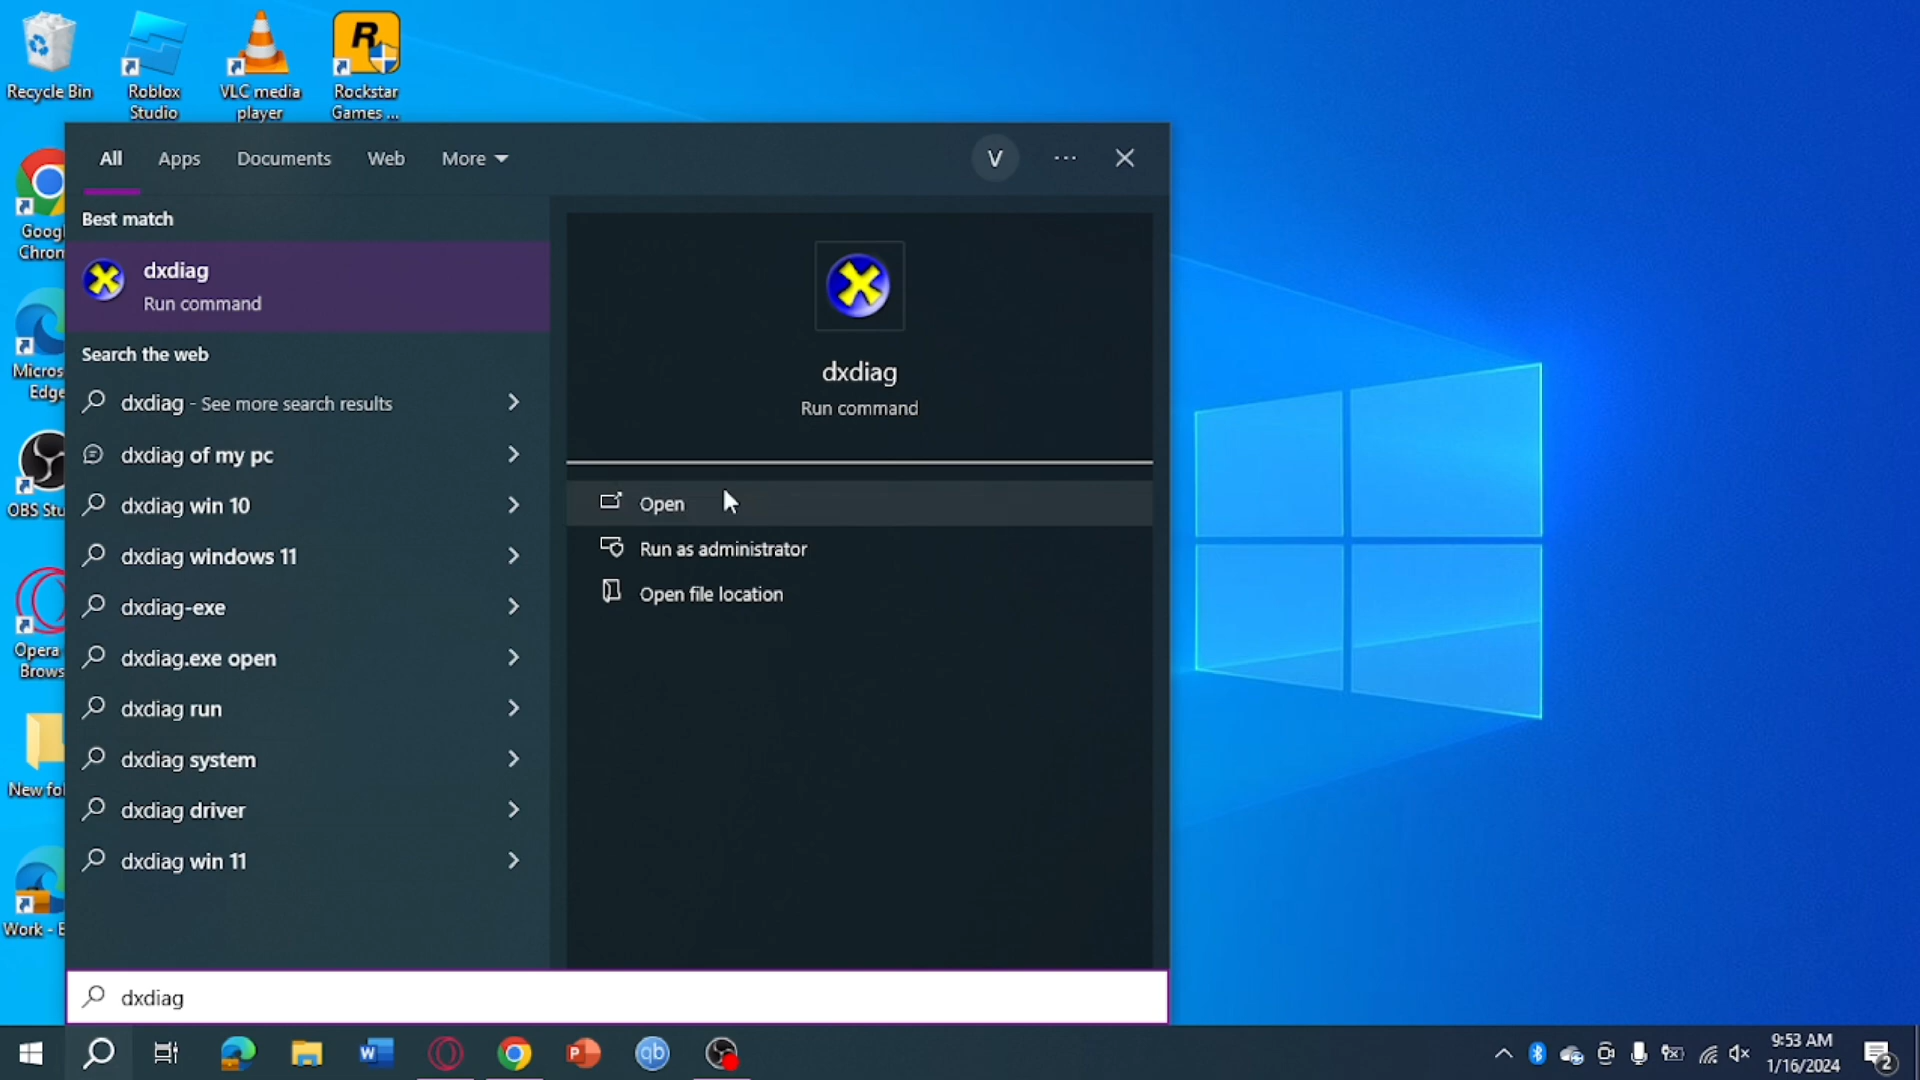 Recycle Bin
Roblox
Studio
VLC media
player
Rockstar
Games ...
R
Goog
Chrom
Micros
Edge
OBS Stu
Opera
Brows
New fol
Work - E
All Apps Documents Web More
V ...
Best match
dxdiag
Run command
Search the web
dxdiag - See more search results
dxdiag of my pc
dxdiag win 10
dxdiag windows 11
dxdiag-exe
dxdiag.exe open
dxdiag run
dxdiag system
dxdiag driver
dxdiag win 11
dxdiag
Run command
Open
Run as administrator
Open file location
dxdiag
W
P
qb
9:53 AM
1/16/2024
2